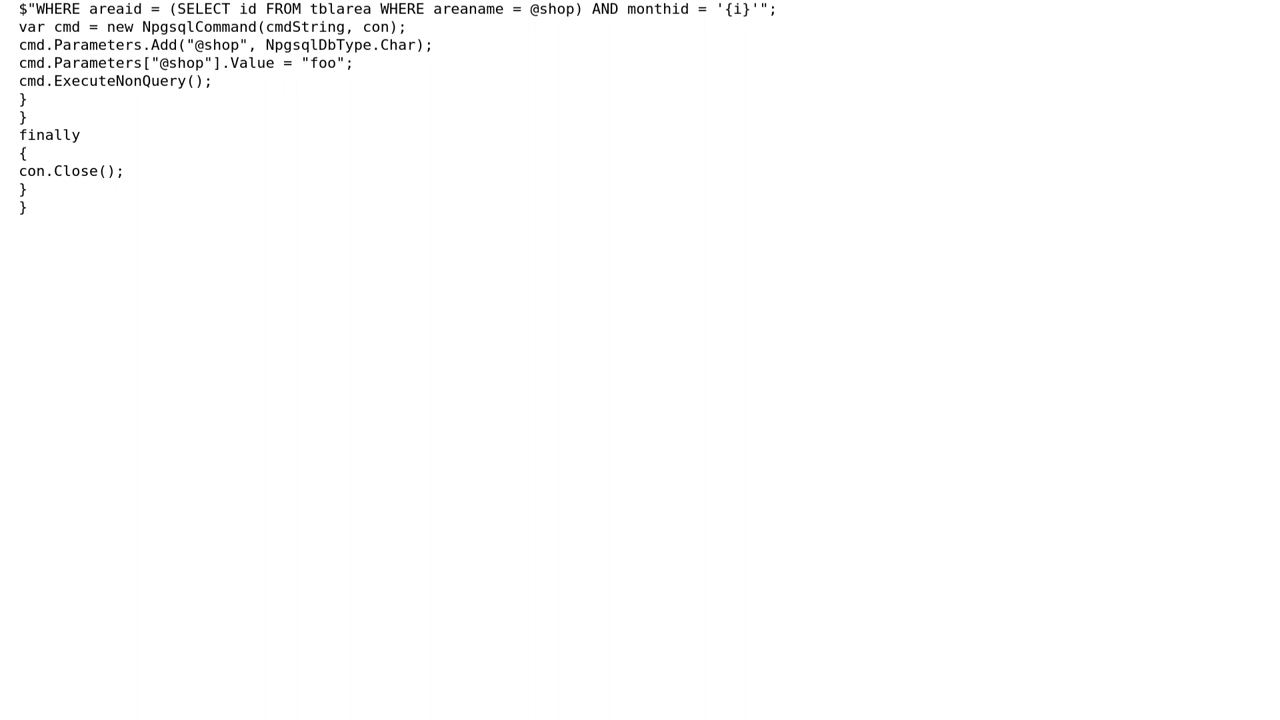 $"WHERE areaid = (SELECT id FROM tblarea WHERE areaname = @shop) AND monthid = '{i}'";
var cmd = new NpgsqlCommand(cmdString, con);
cmd.Parameters.Add("@shop", NpgsqlDbType.Char);
cmd.Parameters["@shop"].Value = "foo";
cmd.ExecuteNonQuery();
}
}
finally
{
con.Close();
}
}